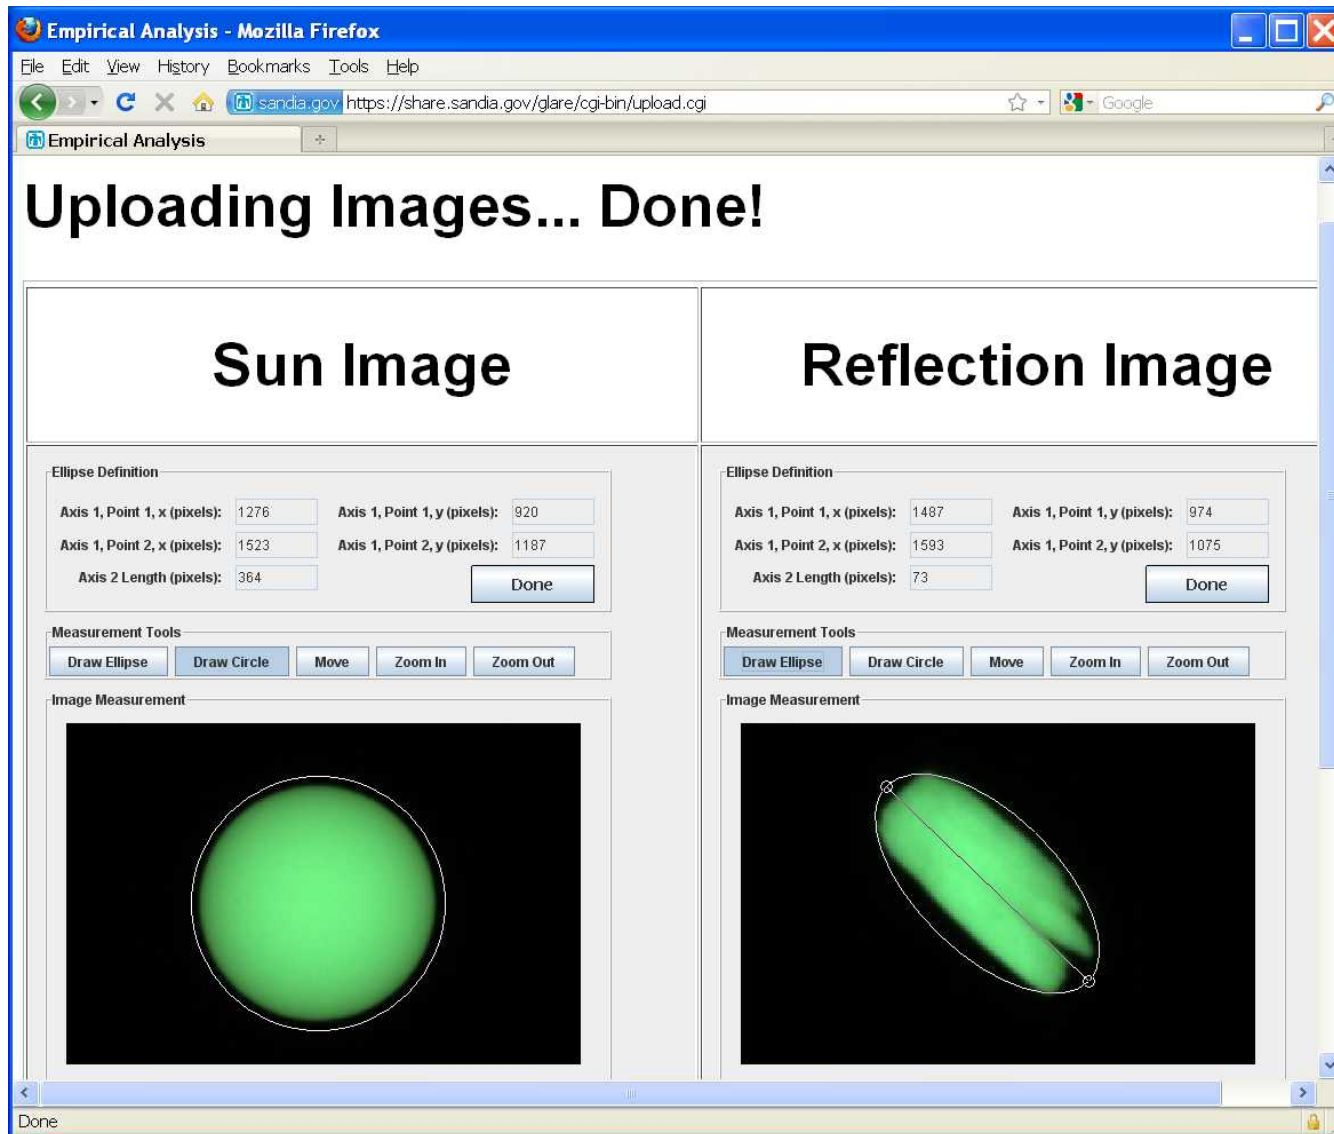 Empirical Analysis - Mozilla Firefox
File Edit View History Bookmarks Tools Help
sandia.gov https://share.sandia.gov/glare/cgi-bin/upload.cgi Google
Empirical Analysis
Uploading Images... Done!
Sun Image
Reflection Image
Ellipse Definition
Axis 1, Point 1, x (pixels): 1276 Axis 1, Point 1, y (pixels): 920
Axis 1, Point 2, x (pixels): 1523 Axis 1, Point 2, y (pixels): 1187
Axis 2 Length (pixels): 364 Done
Measurement Tools
Draw Ellipse Draw Circle Move Zoom In Zoom Out
Image Measurement
Ellipse Definition
Axis 1, Point 1, x (pixels): 1487 Axis 1, Point 1, y (pixels): 974
Axis 1, Point 2, x (pixels): 1593 Axis 1, Point 2, y (pixels): 1075
Axis 2 Length (pixels): 73 Done
Measurement Tools
Draw Ellipse Draw Circle Move Zoom In Zoom Out
Image Measurement
Done